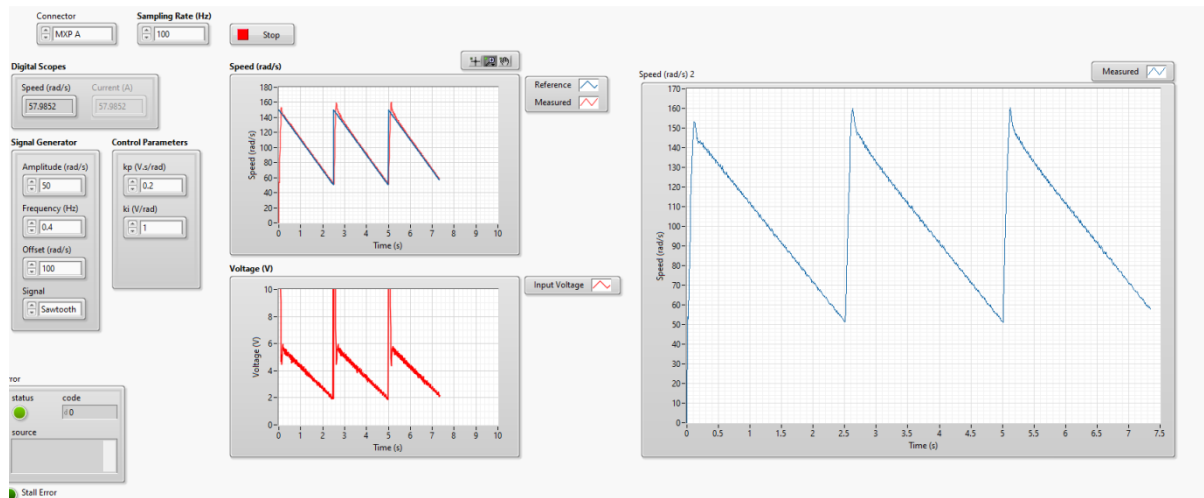 Connector
MXP A
Sampling Rate (Hz)
100
Stop
Digital Scopes
Speed (rad/s)
57.9852
Current (A)
57.9852
Signal Generator
Amplitude (rad/s)
50
Frequency (Hz)
0.4
Offset (rad/s)
100
Signal
Sawtooth
Control Parameters
kp (V.s/rad)
0.2
ki (V/rad)
1
Speed (rad/s)
Reference
Measured
Speed (rad/s)
180
160
140
120
100
80
60
40
20
0
0 1 2 3 4 5 6 7 8 9 10
Time (s)
Voltage (V)
Input Voltage
Voltage (V)
10
8
6
4
2
0
0 1 2 3 4 5 6 7 8 9 10
Time (s)
Speed (rad/s) 2
Measured
Speed (rad/s)
170
160
150
140
130
120
110
100
90
80
70
60
50
40
30
20
10
0
0 0.5 1 1.5 2 2.5 3 3.5 4 4.5 5 5.5 6 6.5 7 7.5
Time (s)
rror
status
code
d 0
source
Stall Error